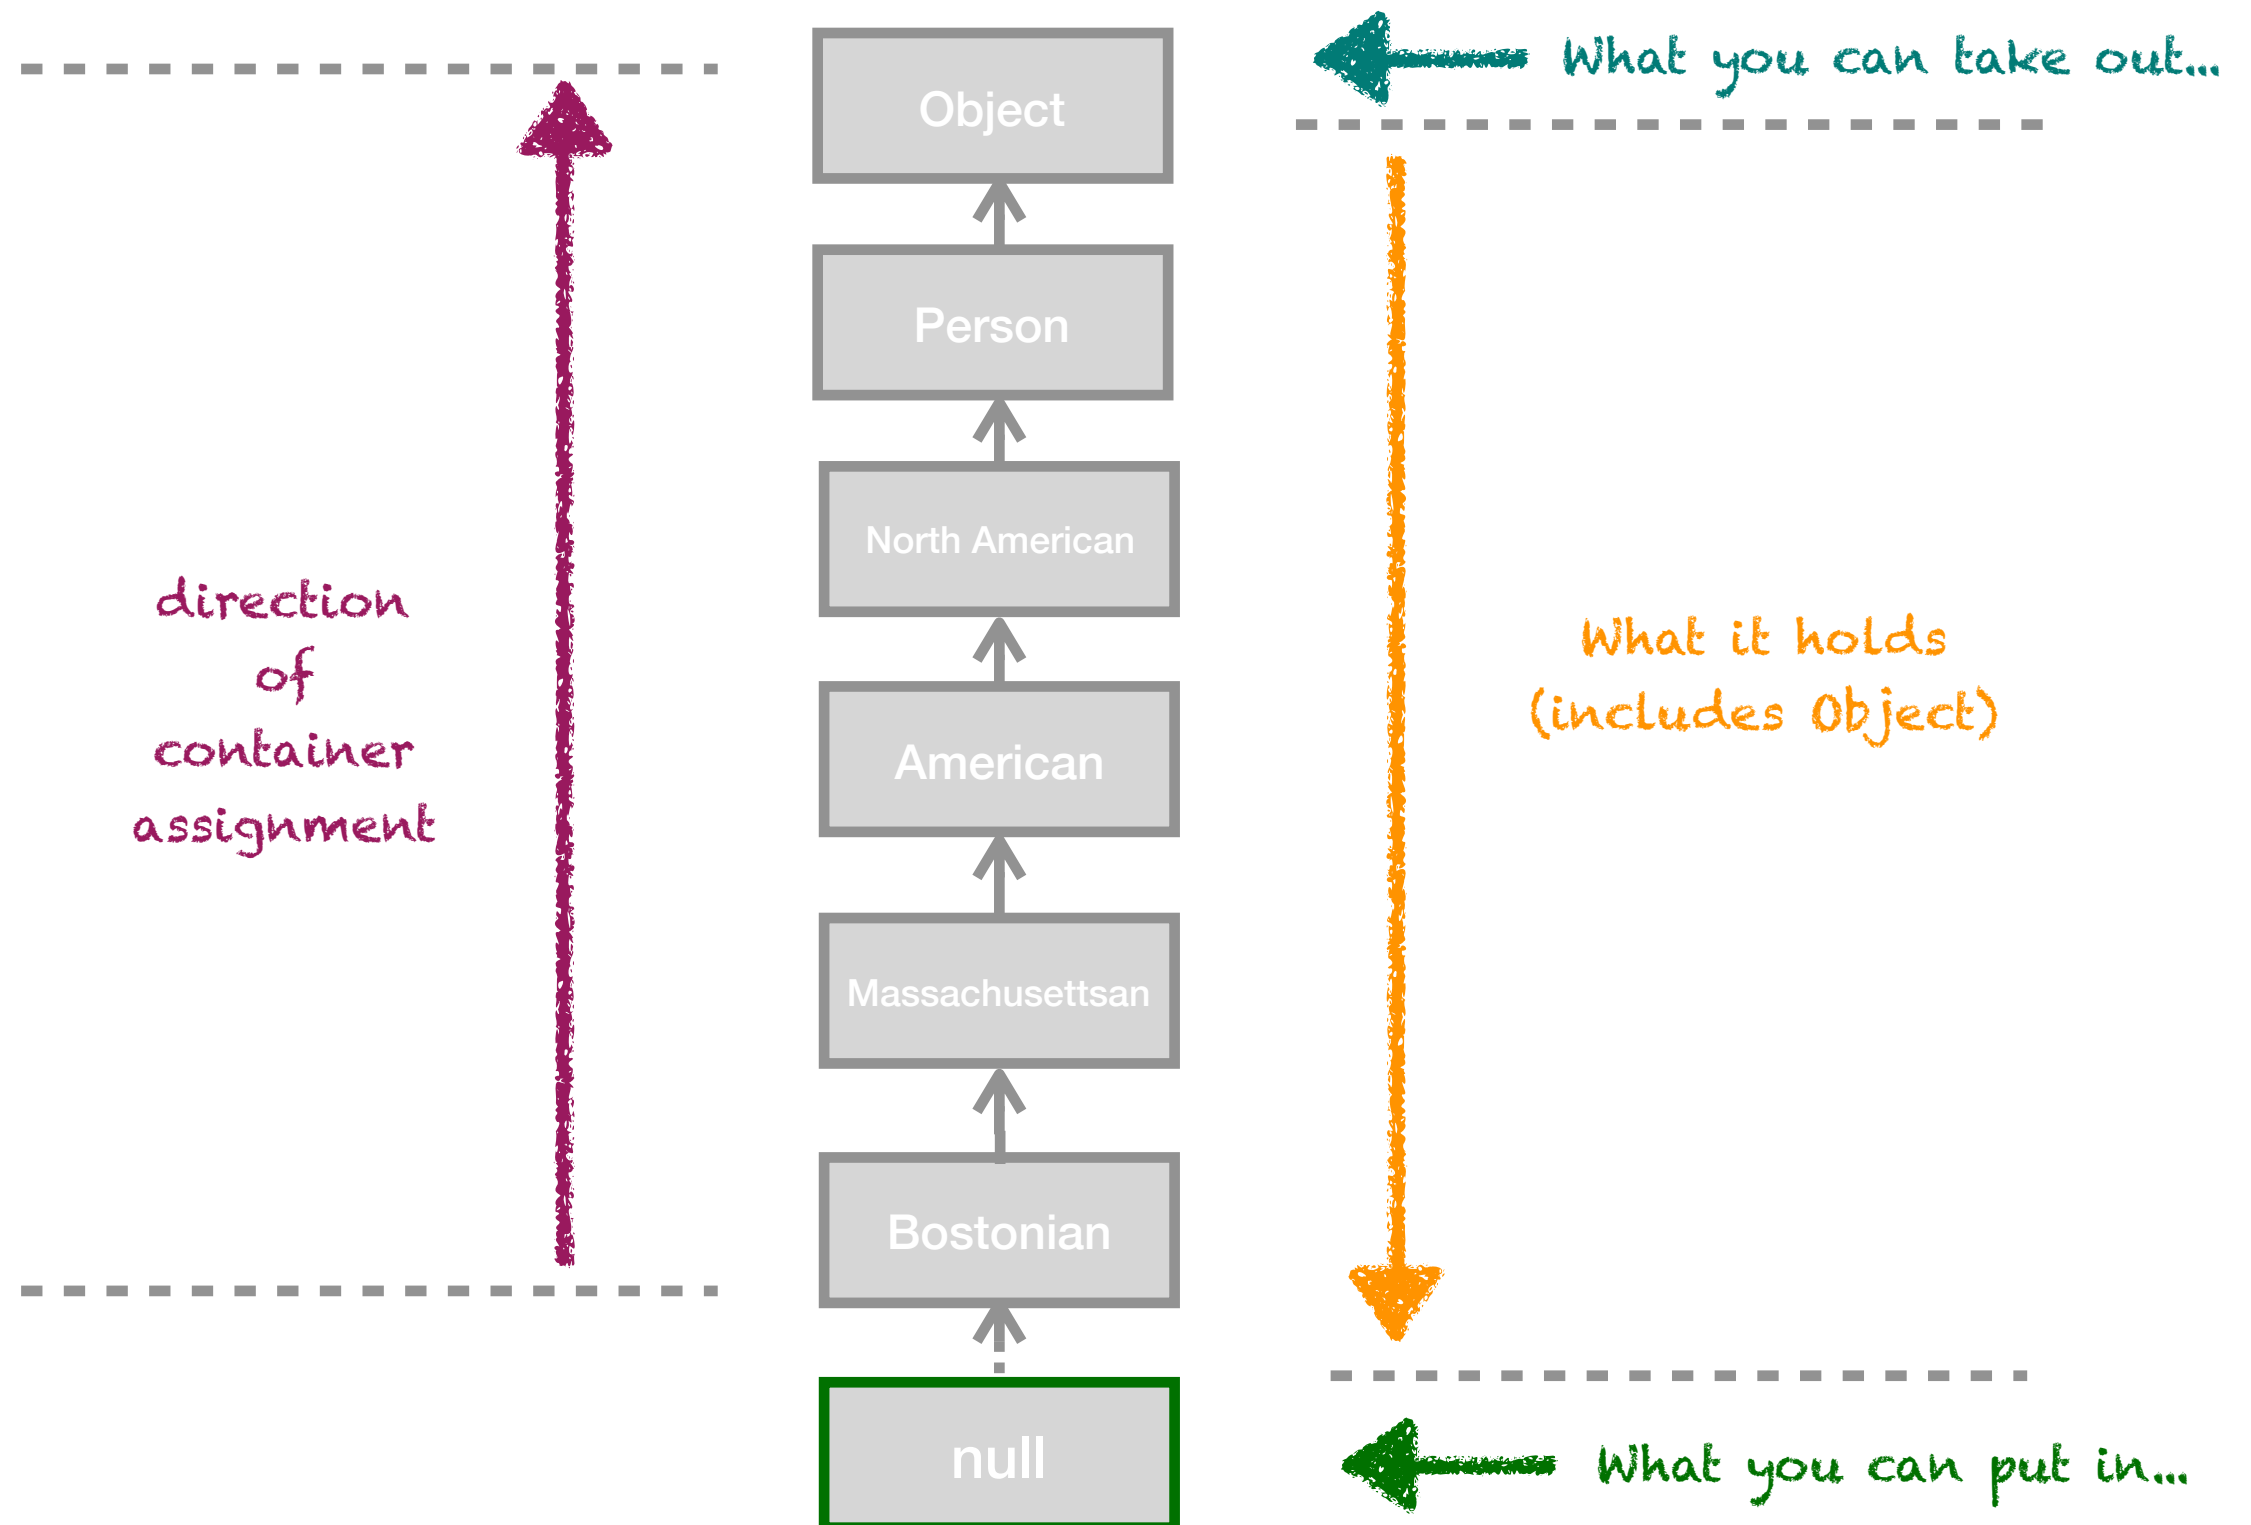 What you can take out...
Object
Person
North American
direction
of
container
assignment
What it holds
(includes Object)
American
Massachusettsan
Bostonian
null
What you can put in...